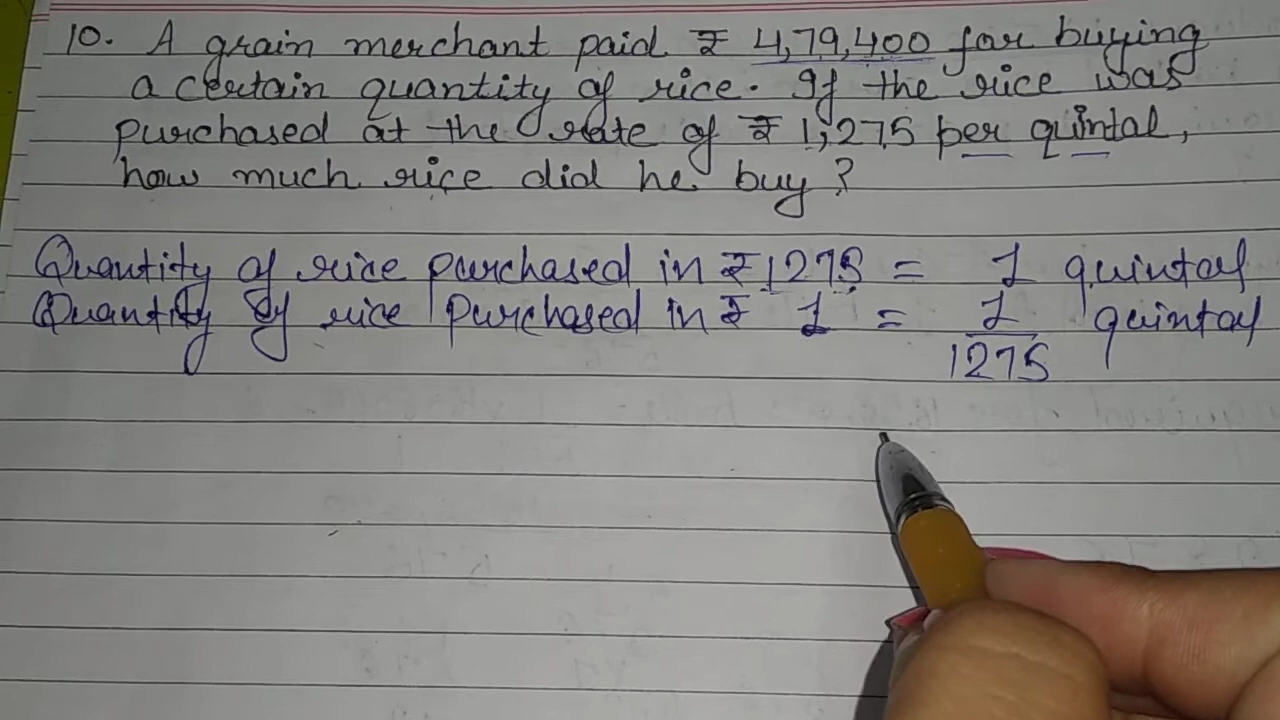 10. A grain merchant paid ₹ 4,79,400 for buying
a certain quantity of rice. If the rice was
purchased at the rate of ₹ 1,275 per quintal,
how much rice did he buy?
Quantity of rice purchased in ₹ 1275 = 1 quintal
Quantity of rice purchased in ₹ 1 = 1 quintal
1275